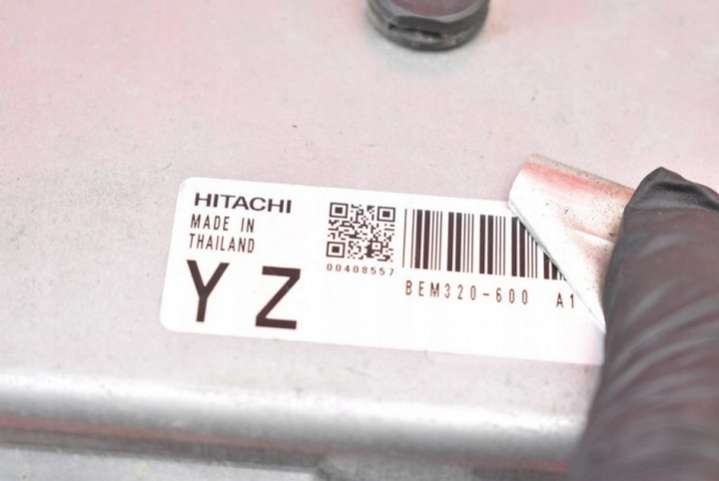 HITACHI
MADE IN
THAILAND
YZ
00408557
BEM320-600 A1